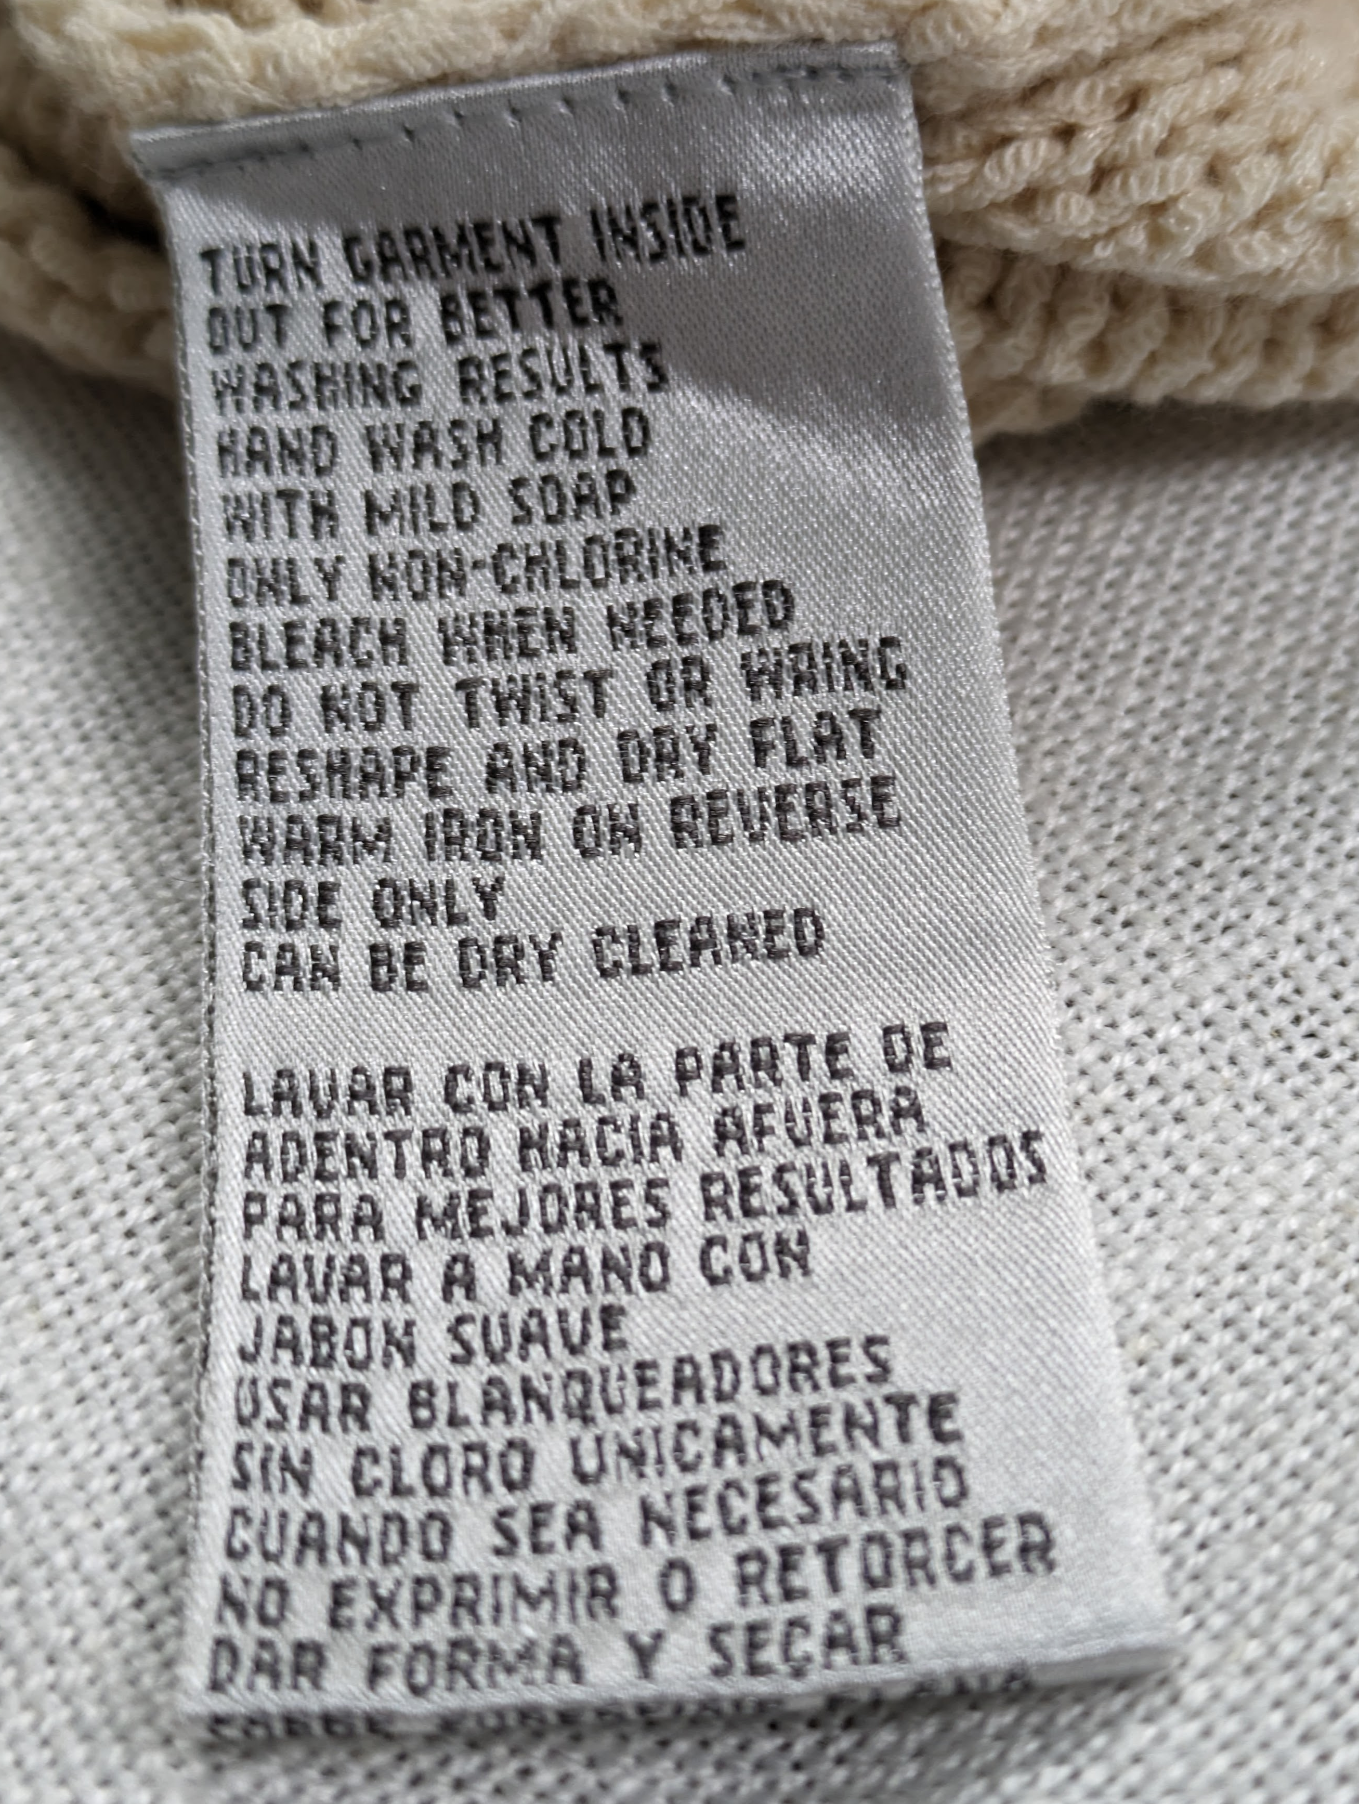 TURN GARMENT INSIDE
OUT FOR BETTER
WASHING RESULTS
HAND WASH COLD
WITH MILD SOAP
ONLY NON-CHLORINE
BLEACH WHEN NEEDED
DO NOT TWIST OR WRING
RESHAPE AND DRY FLAT
WARM IRON ON REVERSE
SIDE ONLY
CAN BE DRY CLEANED
LAVAR CON LA PARTE DE
ADENTRO HACIA AFUERA
PARA MEJORES RESULTADOS
LAVAR A MANO CON
JABON SUAVE
USAR BLANQUEADORES
SIN CLORO UNICAMENTE
CUANDO SEA NECESARIO
NO EXPRIMIR O RETORCER
DAR FORMA Y SECAR